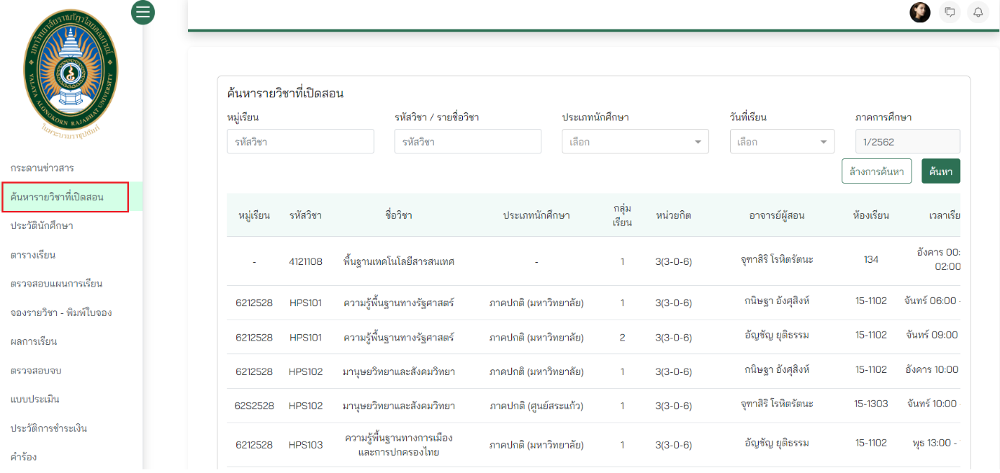 มหาวิทยาลัยราชภัฏวไลยอลงกรณ์
VALAYA ALONGKORN RAJABHAT UNIVERSITY
ในพระบรมราชูปถัมภ์
กระดานข่าวสาร
ค้นหารายวิชาที่เปิดสอน
ประวัตินักศึกษา
ตารางเรียน
ตรวจสอบแผนการเรียน
จองรายวิชา - พิมพ์ใบจอง
ผลการเรียน
ตรวจสอบจบ
แบบประเมิน
ประวัติการชำระเงิน
คำร้อง
ค้นหารายวิชาที่เปิดสอน
หมู่เรียน รหัสวิชา / รายชื่อวิชา ประเภทนักศึกษา วันที่เรียน ภาคการศึกษา
รหัสวิชา รหัสวิชา เลือก เลือก 1/2562
ล้างการค้นหา ค้นหา
หมู่เรียน รหัสวิชา ชื่อวิชา ประเภทนักศึกษา กลุ่ม หน่วยกิต อาจารย์ผู้สอน ห้องเรียน เวลาเรีย
เรียน
- 4121108 พื้นฐานเทคโนโลยีสารสนเทศ - 1 3(3-0-6) จุฑาสิริ โรหิตรัตนะ 134 อังคาร 00:
02:00
6212528 HPS101 ความรู้พื้นฐานทางรัฐศาสตร์ ภาคปกติ (มหาวิทยาลัย) 1 3(3-0-6) กนิษฐา อังศุสิงห์ 15-1102 จันทร์ 06:00 -
6212528 HPS101 ความรู้พื้นฐานทางรัฐศาสตร์ ภาคปกติ (มหาวิทยาลัย) 2 3(3-0-6) อัญชัญ ยุติธรรม 15-1102 จันทร์ 09:00
6212528 HPS102 มานุษยวิทยาและสังคมวิทยา ภาคปกติ (มหาวิทยาลัย) 1 3(3-0-6) กนิษฐา อังศุสิงห์ 15-1102 อังคาร 10:00
62S2528 HPS102 มานุษยวิทยาและสังคมวิทยา ภาคปกติ (ศูนย์สระแก้ว) 1 3(3-0-6) จุฑาสิริ โรหิตรัตนะ 15-1303 จันทร์ 10:00 -
6212528 HPS103 ความรู้พื้นฐานทางการเมือง ภาคปกติ (มหาวิทยาลัย) 1 3(3-0-6) อัญชัญ ยุติธรรม 15-1102 พุธ 13:00 -
และการปกครองไทย